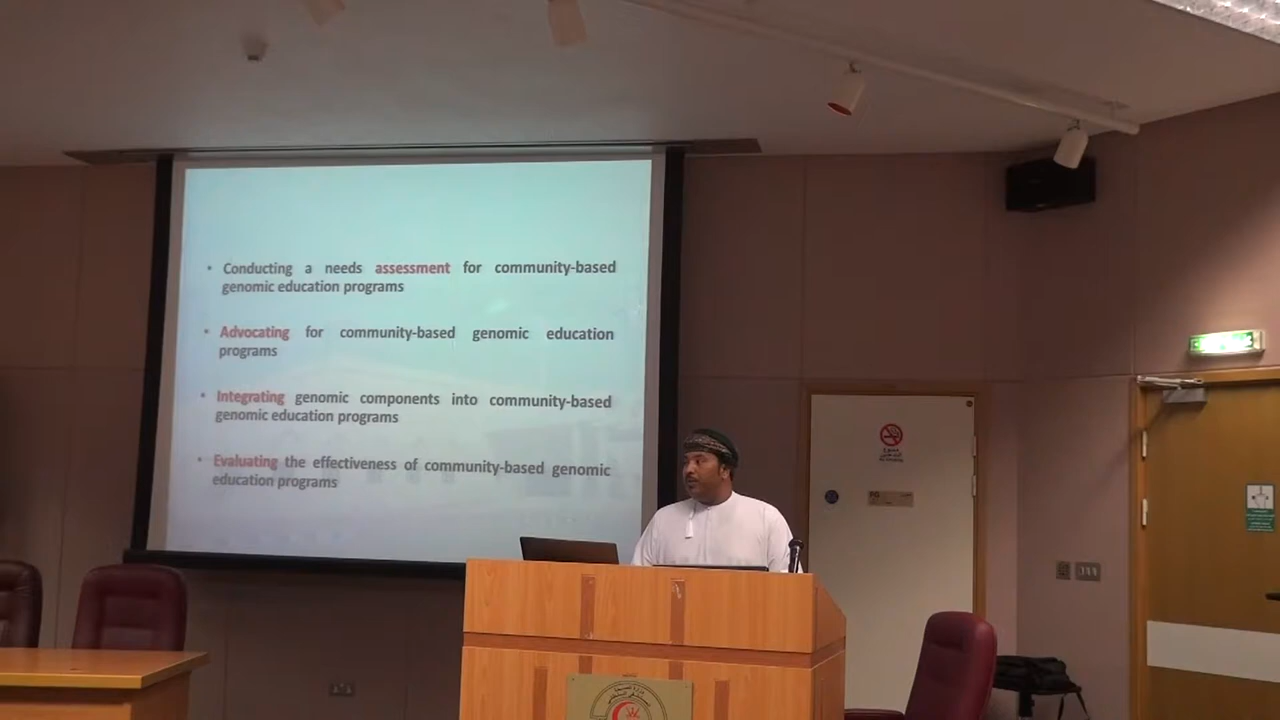 • Conducting a needs assessment for community-based
genomic education programs
• Advocating for community-based genomic education
programs
• Integrating genomic components into community-based
genomic education programs
• Evaluating the effectiveness of community-based genomic
education programs